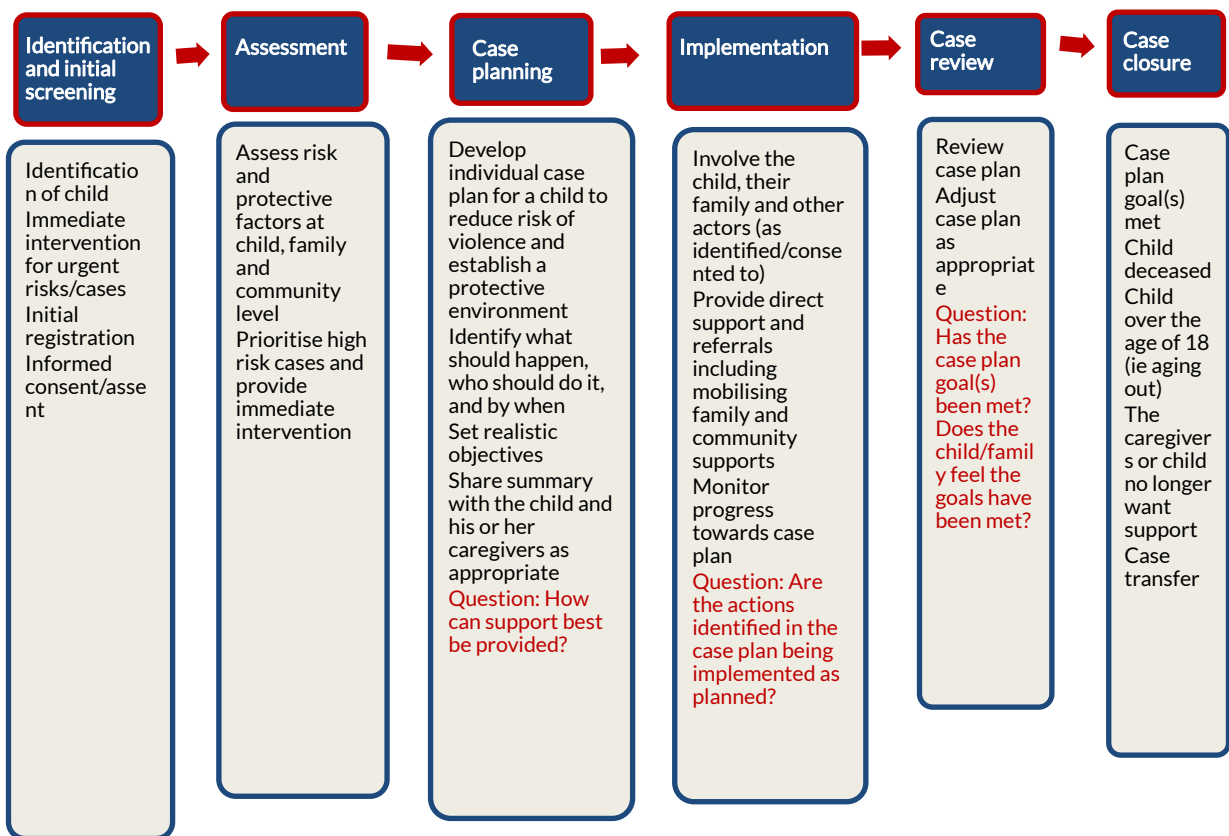 Identification
and initial
screening
Assessment
Case
planning
Implementation
Case
review
Case
closure
Identificatio
n of child
Immediate
intervention
for urgent
risks/cases
Initial
registration
Informed
consent/asse
nt
Assess risk
and
protective
factors at
child, family
and
community
level
Prioritise high
risk cases and
provide
immediate
intervention
Develop
individual case
plan for a child to
reduce risk of
violence and
establish a
protective
environment
Identify what
should happen,
who should do it,
and by when
Set realistic
objectives
Share summary
with the child and
his or her
caregivers as
appropriate
Question: How
can support best
be provided?
Involve the
child, their
family and other
actors (as
identified/conse
nted to)
Provide direct
support and
referrals
including
mobilising
family and
community
supports
Monitor
progress
towards case
plan
Question: Are
the actions
identified in the
case plan being
implemented as
planned?
Review
case plan
Adjust
case plan
as
appropriat
e
Question:
Has the
case plan
goal(s)
been met?
Does the
child/famil
y feel the
goals have
been met?
Case
plan
goal(s)
met
Child
deceased
Child
over the
age of 18
(ie aging
out)
The
caregiver
s or child
no longer
want
support
Case
transfer